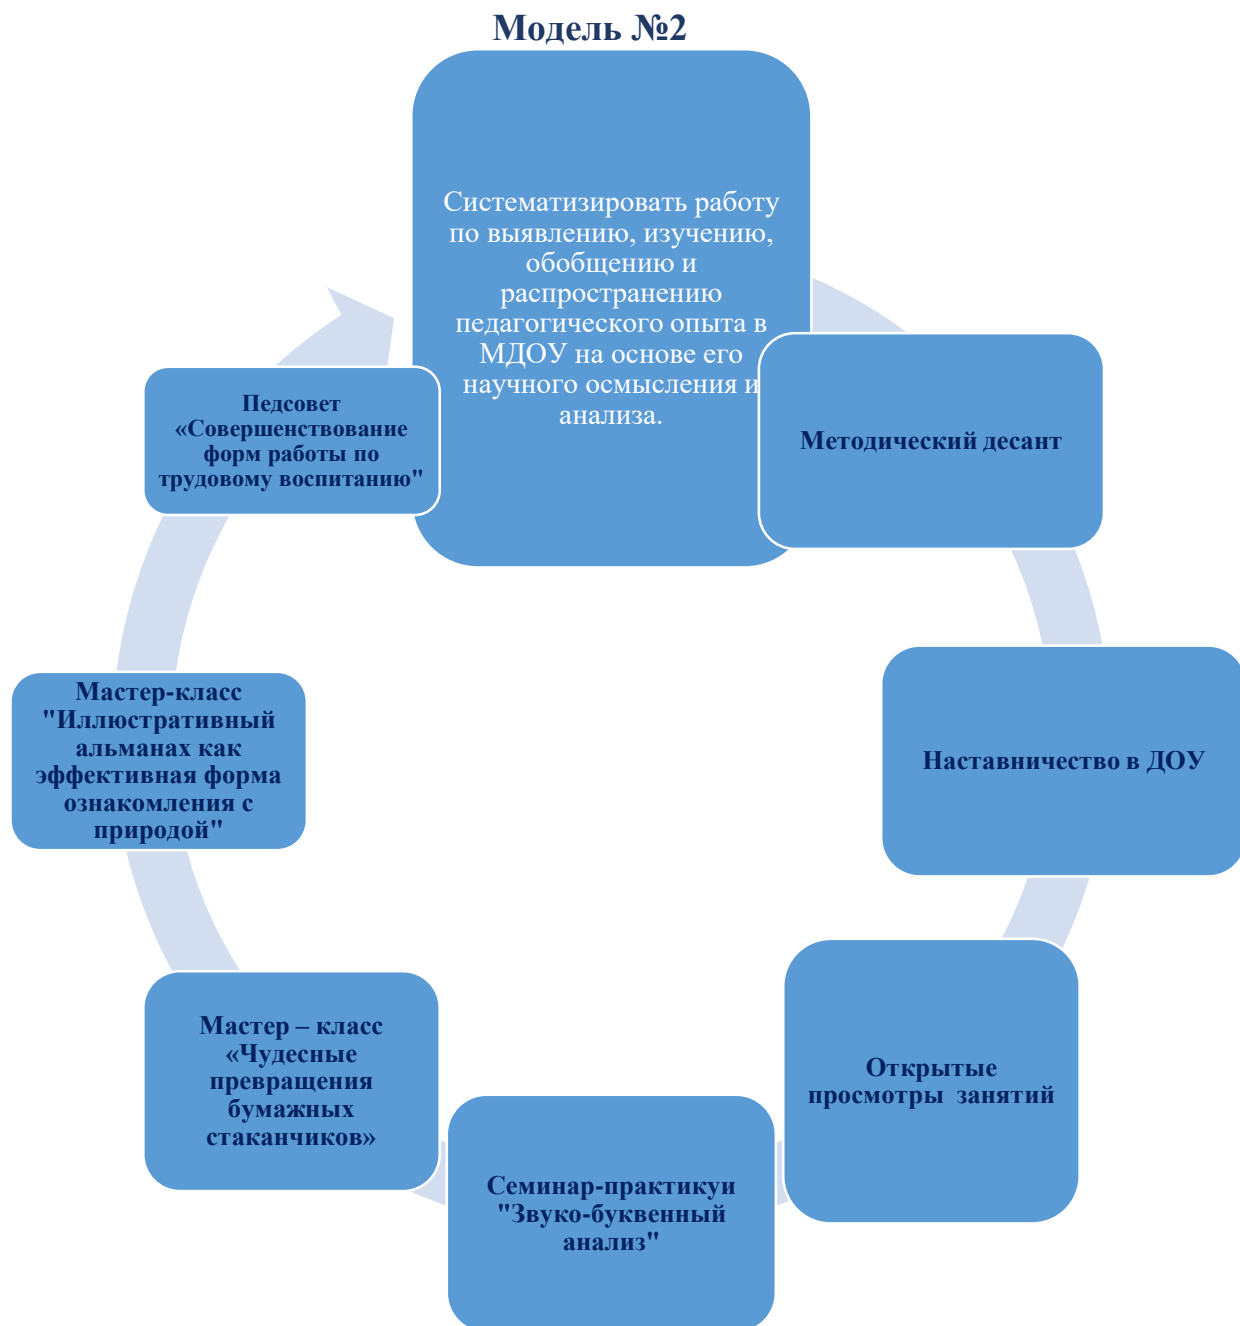 Модель №2
Систематизировать работу
по выявлению, изучению,
обобщению и
распространению
педагогического опыта в
МДОУ на основе его
научного осмысления и
анализа.
Методический десант
Наставничество в ДОУ
Открытые
просмотры  занятий
Семинар-практикуи
"Звуко-буквенный
анализ"
Мастер – класс
«Чудесные
превращения
бумажных
стаканчиков»
Мастер-класс
"Иллюстративный
альманах как
эффективная форма
ознакомления с
природой"
Педсовет
«Совершенствование
форм работы по
трудовому воспитанию"